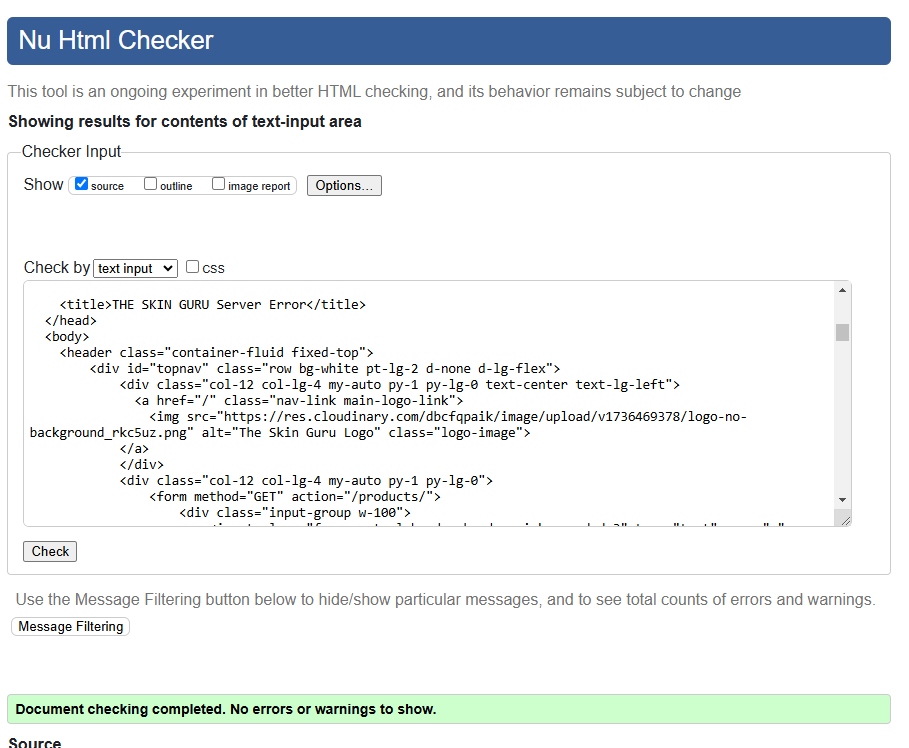 Nu Html Checker
This tool is an ongoing experiment in better HTML checking, and its behavior remains subject to change
Showing results for contents of text-input area
Checker Input
Show source outline image report Options...
Check by text input css
<title>THE SKIN GURU Server Error</title>
</head>
<body>
<header class="container-fluid fixed-top">
<div id="topnav" class="row bg-white pt-lg-2 d-none d-lg-flex">
<div class="col-12 col-lg-4 my-auto py-1 py-lg-0 text-center text-lg-left">
<a href="/" class="nav-link main-logo-link">
<img src="https://res.cloudinary.com/dbcfqpaik/image/upload/v1736469378/logo-no-
background_rkc5uz.png" alt="The Skin Guru Logo" class="logo-image">
</a>
</div>
<div class="col-12 col-lg-4 my-auto py-1 py-lg-0">
<form method="GET" action="/products/">
<div class="input-group w-100">
Check
Use the Message Filtering button below to hide/show particular messages, and to see total counts of errors and warnings.
Message Filtering
Document checking completed. No errors or warnings to show.
Source